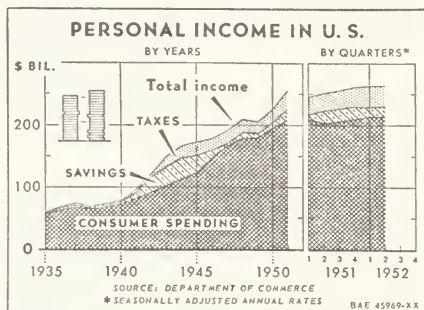 PERSONAL INCOME IN U.S.
BY YEARS
BY QUARTERS*
$ BIL.
Total income
200
TAXES
SAVINGS
100
CONSUMER SPENDING
0
1935 1940 1945 1950
1 2 3 4 1 2 3 4
1951 1952
SOURCE: DEPARTMENT OF COMMERCE
* SEASONALLY ADJUSTED ANNUAL RATES
BAE 45969-XX